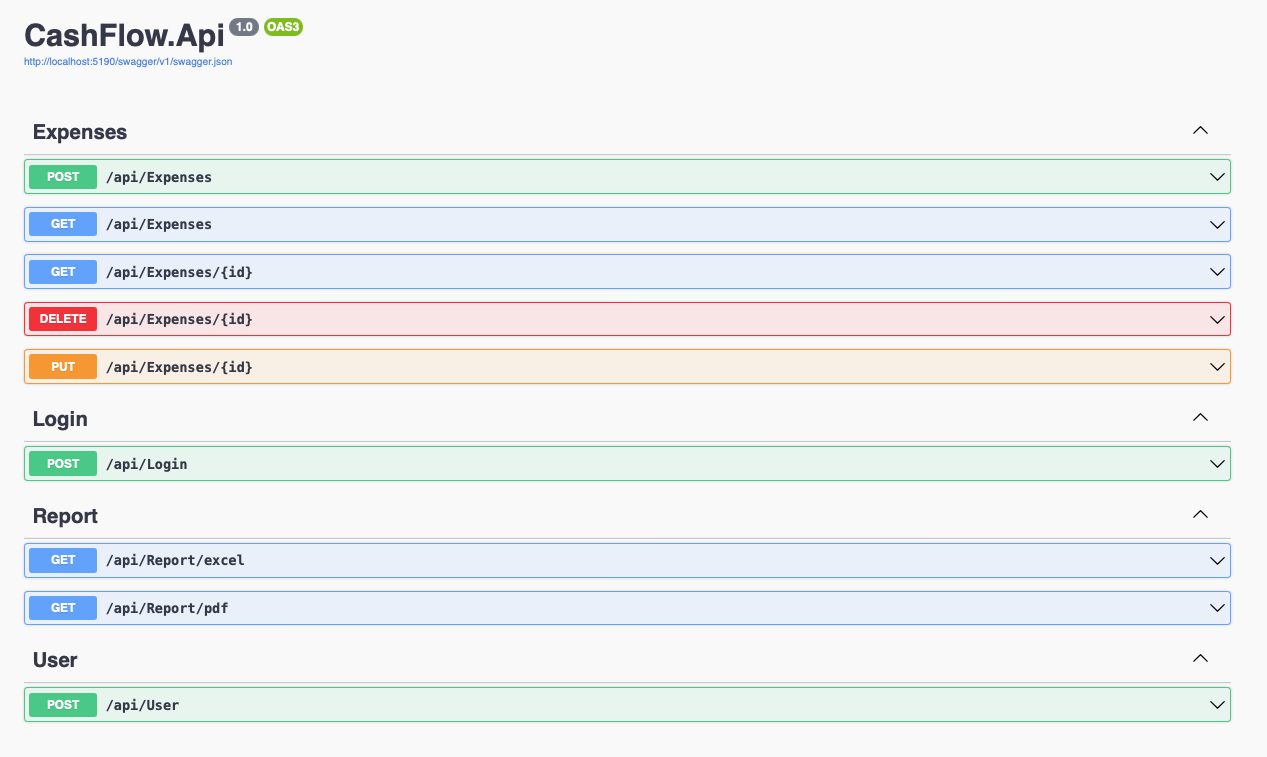 CashFlow.Api 1.0 OAS3
http://localhost:5190/swagger/v1/swagger.json
Expenses
POST /api/Expenses
GET /api/Expenses
GET /api/Expenses/{id}
DELETE /api/Expenses/{id}
PUT /api/Expenses/{id}
Login
POST /api/Login
Report
GET /api/Report/excel
GET /api/Report/pdf
User
POST /api/User